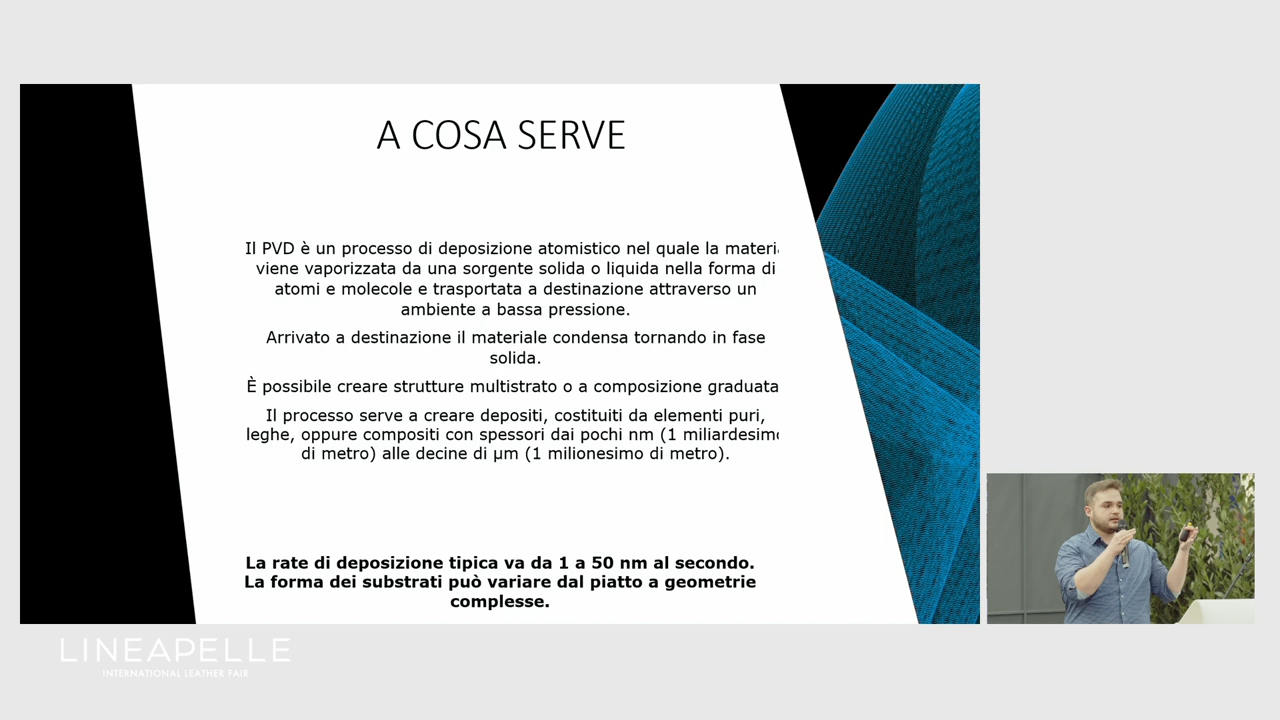 A COSA SERVE
Il PVD è un processo di deposizione atomistico nel quale la materi
viene vaporizzata da una sorgente solida o liquida nella forma di
atomi e molecole e trasportata a destinazione attraverso un
ambiente a bassa pressione.
Arrivato a destinazione il materiale condensa tornando in fase
solida.
È possibile creare strutture multistrato o a composizione graduata
Il processo serve a creare depositi, costituiti da elementi puri,
leghe, oppure compositi con spessori dai pochi nm (1 miliardesimo
di metro) alle decine di µm (1 milionesimo di metro).
La rate di deposizione tipica va da 1 a 50 nm al secondo.
La forma dei substrati può variare dal piatto a geometrie
complesse.
LINEAPELLE
INTERNATIONAL LEATHER FAIR